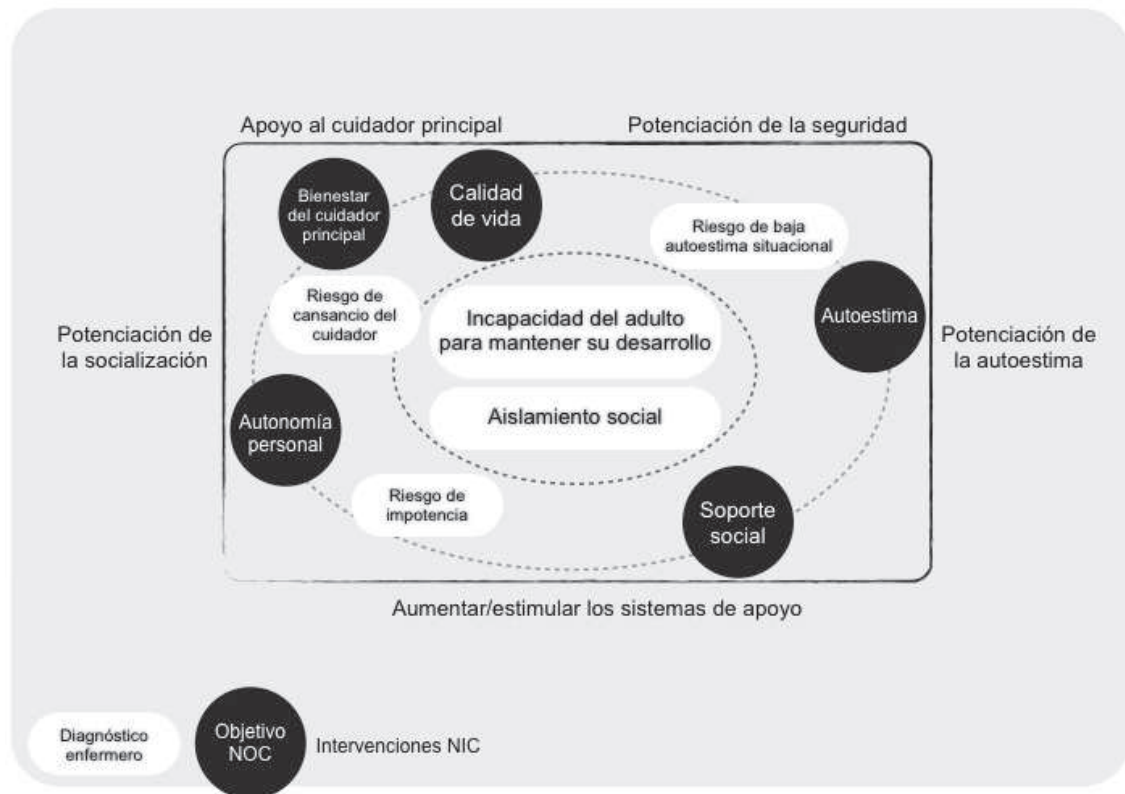 Apoyo al cuidador principal
Potenciación de la seguridad
Bienestar
del cuidador
principal
Calidad
de vida
Riesgo de baja
autoestima situacional
Riesgo de
cansancio del
cuidador
Incapacidad del adulto
para mantener su desarrollo
Autoestima
Potenciación de
la socialización
Potenciación de
la autoestima
Aislamiento social
Autonomía
personal
Riesgo de
impotencia
Soporte
social
Aumentar/estimular los sistemas de apoyo
Diagnóstico
enfermero
Objetivo
NOC
Intervenciones NIC